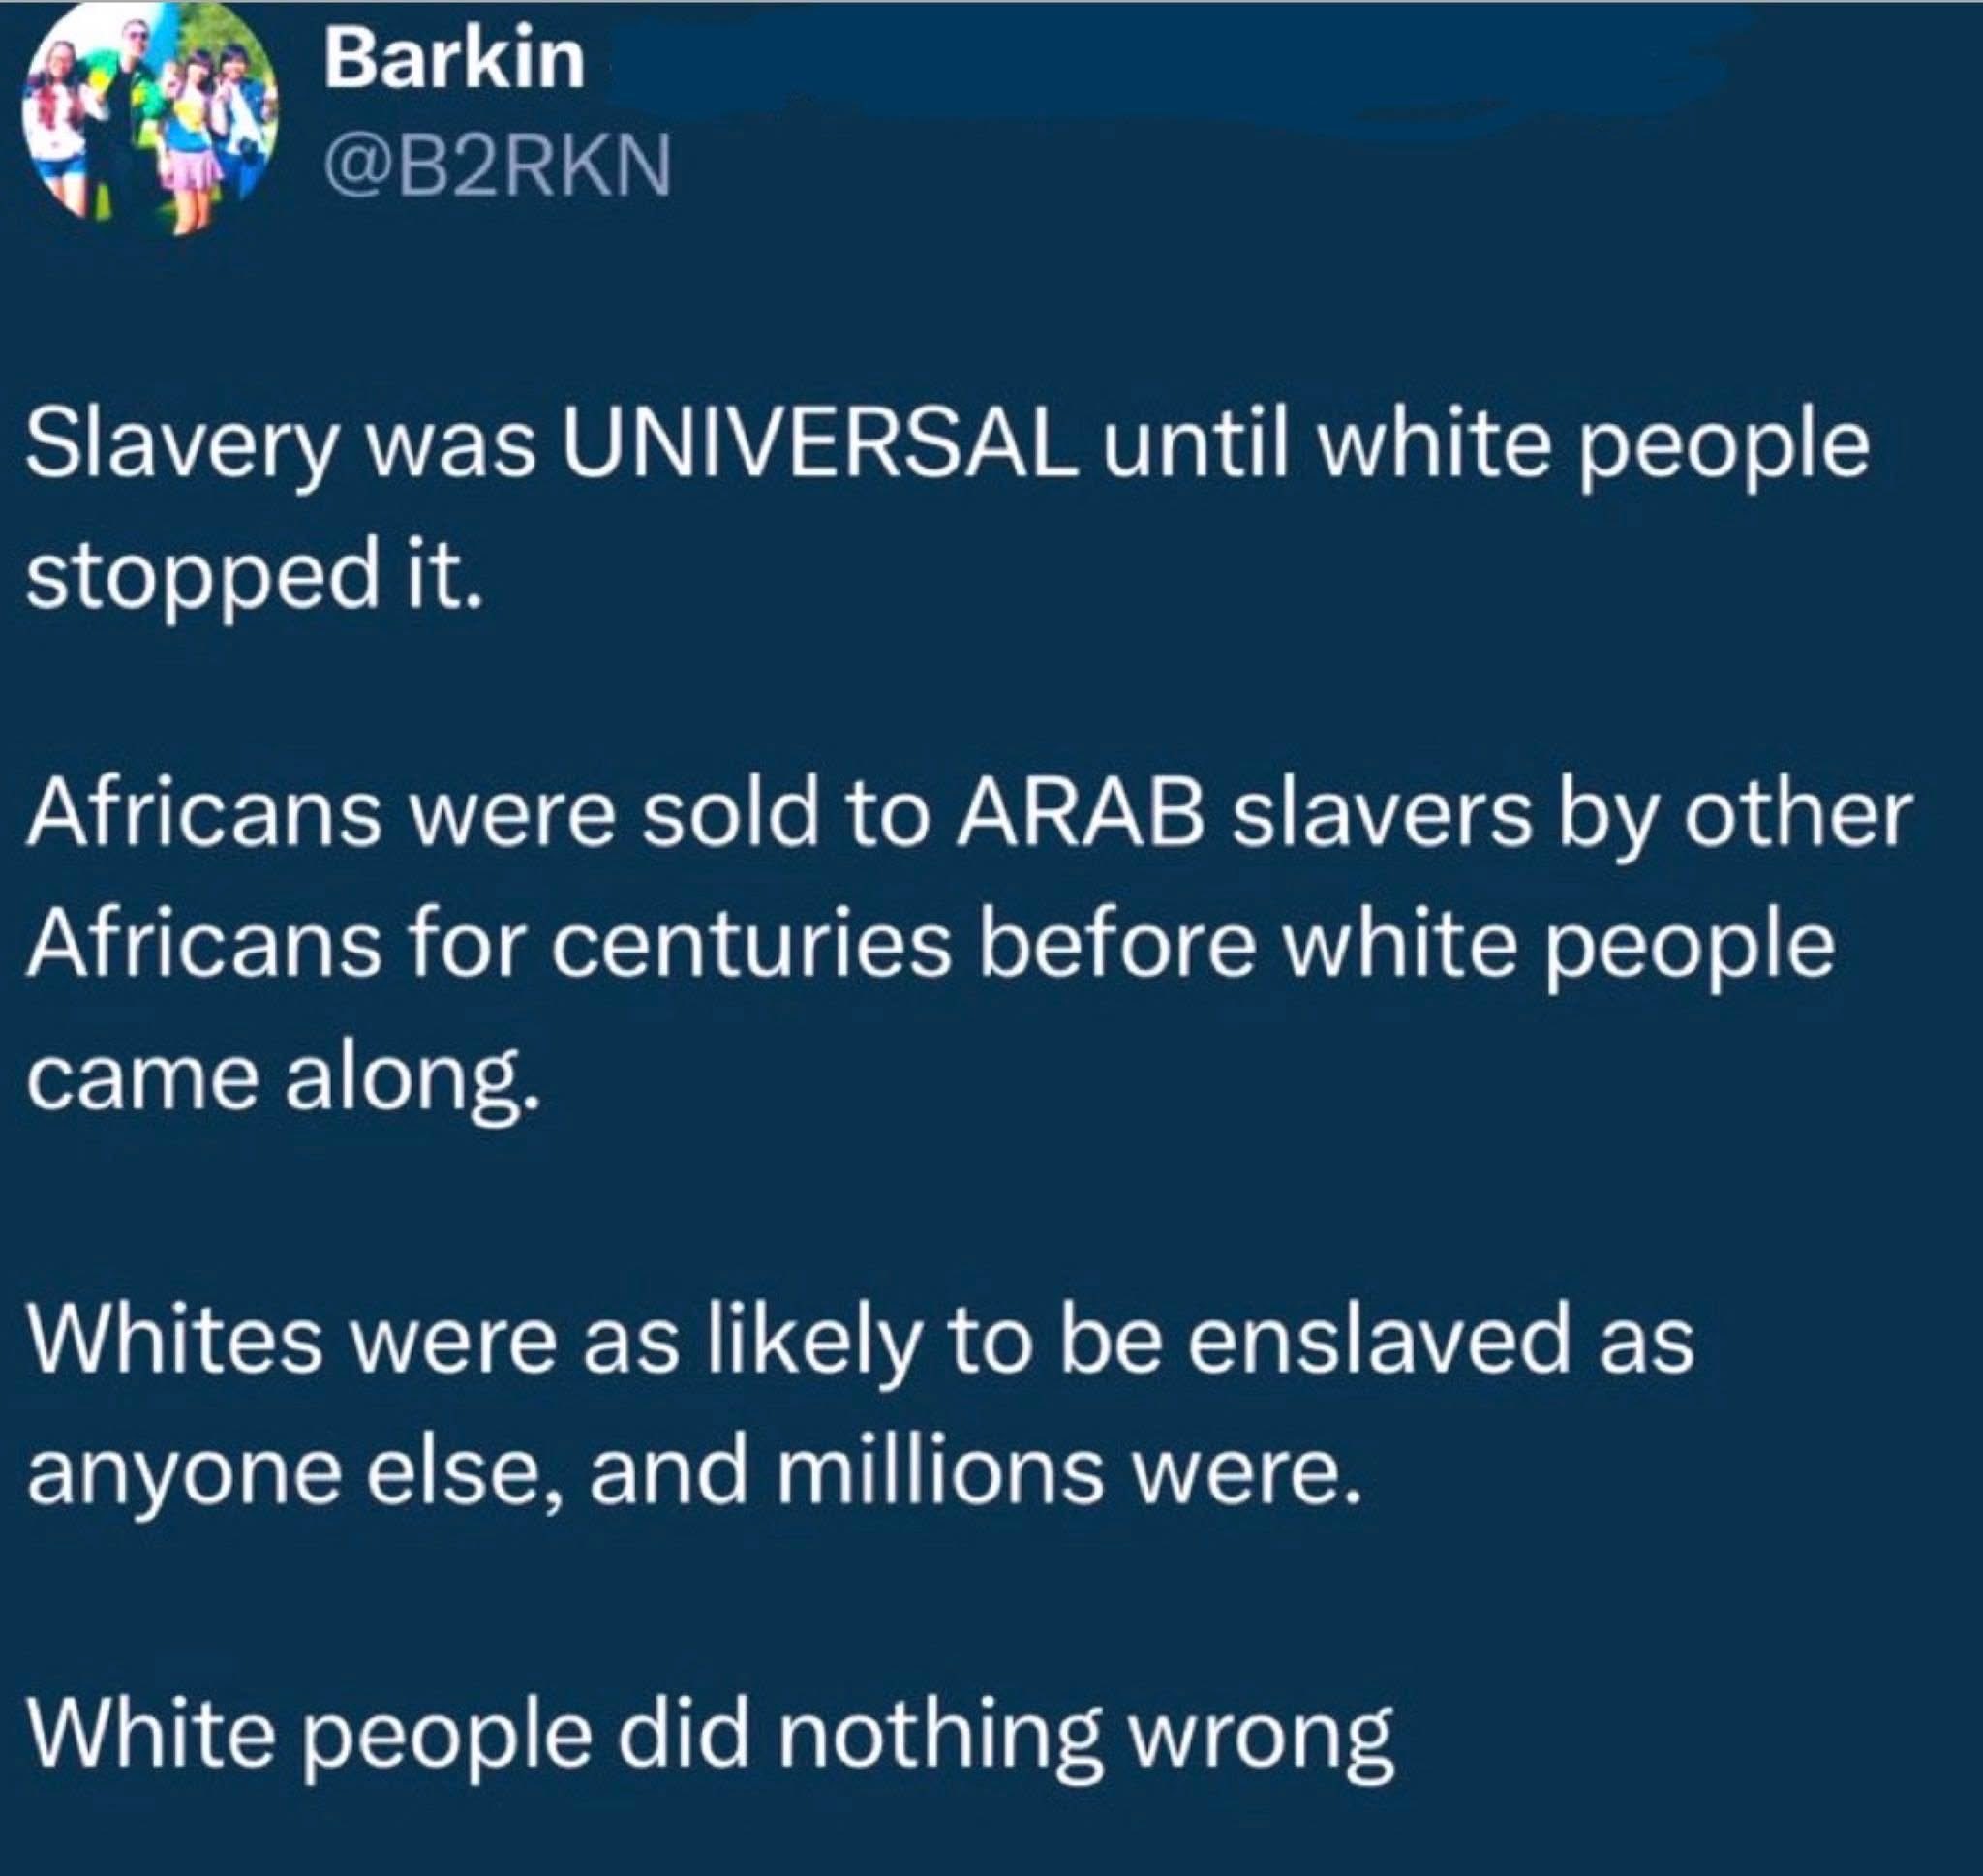 Barkin
@B2RKN
Slavery was UNIVERSAL until white people
stopped it.
Africans were sold to ARAB slavers by other
Africans for centuries before white people
came along.
Whites were as likely to be enslaved as
anyone else, and millions were.
White people did nothing wrong